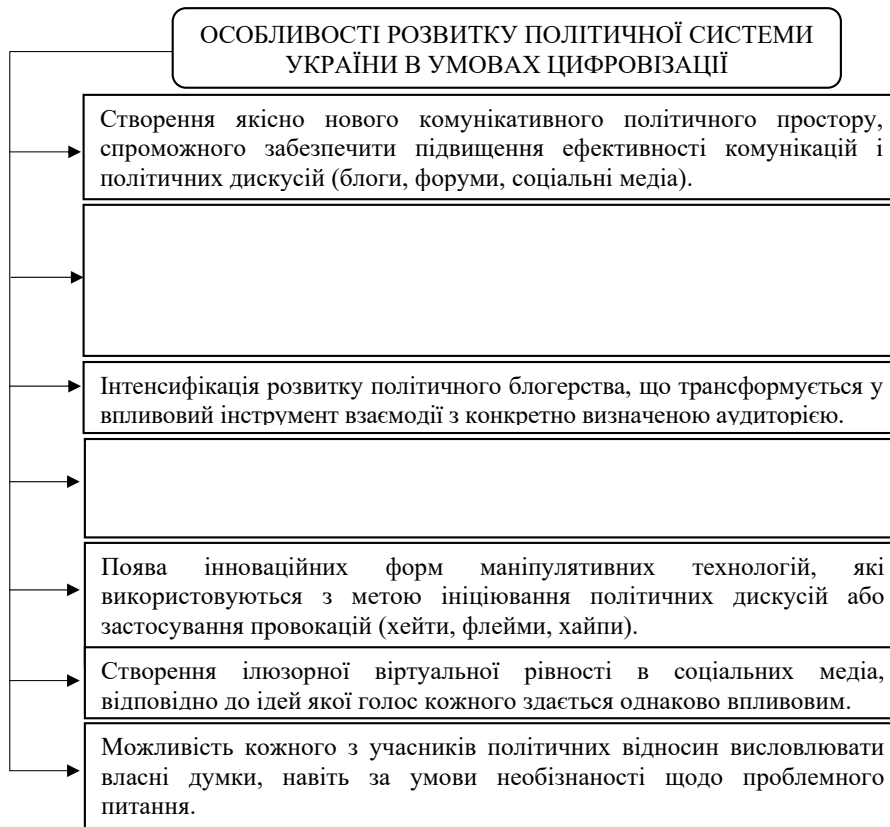 ОСОБЛИВОСТІ РОЗВИТКУ ПОЛІТИЧНОЇ СИСТЕМИ
УКРАЇНИ В УМОВАХ ЦИФРОВІЗАЦІЇ
Створення якісно нового комунікативного політичного простору,
спроможного забезпечити підвищення ефективності комунікацій і
політичних дискусій (блоги, форуми, соціальні медіа).
Інтенсифікація розвитку політичного блогерства, що трансформується у
впливовий інструмент взаємодії з конкретно визначеною аудиторією.
Поява інноваційних форм маніпулятивних технологій, які
використовуються з метою ініціювання політичних дискусій або
застосування провокацій (хейти, флейми, хайпи).
Створення ілюзорної віртуальної рівності в соціальних медіа,
відповідно до ідей якої голос кожного здається однаково впливовим.
Можливість кожного з учасників політичних відносин висловлювати
власні думки, навіть за умови необізнаності щодо проблемного
питання.